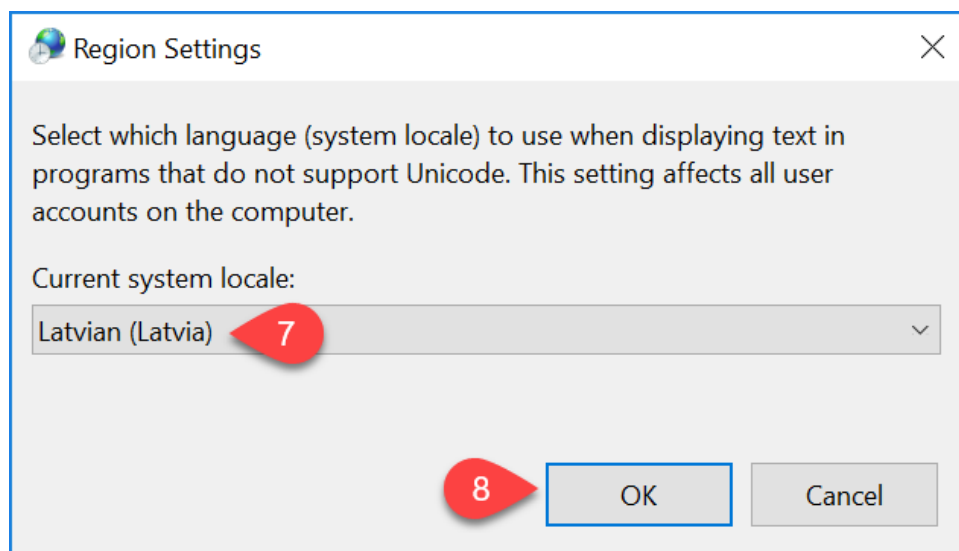 Region Settings
Select which language (system locale) to use when displaying text in
programs that do not support Unicode. This setting affects all user
accounts on the computer.
Current system locale:
Latvian (Latvia) 7
8 OK Cancel